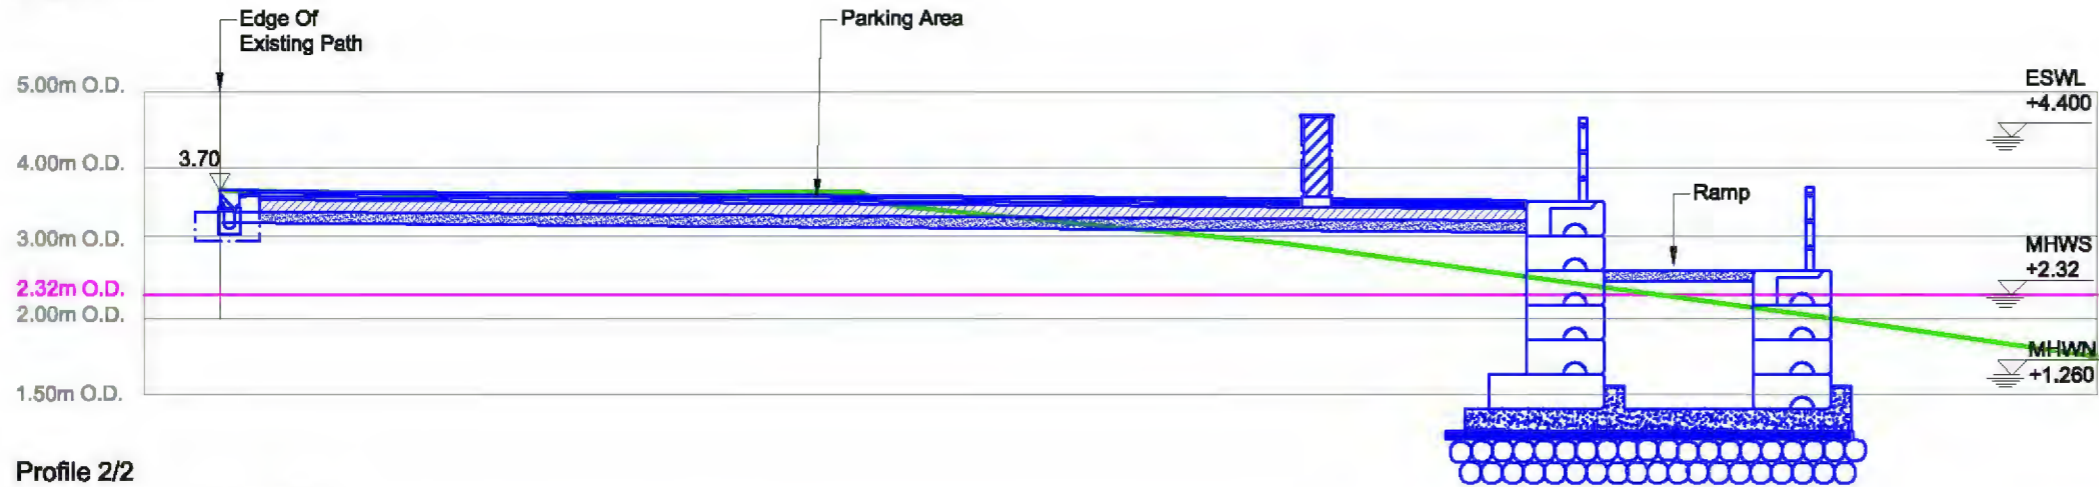 Edge Of
Existing Path
Parking Area
5.00m O.D.
ESWL
+4.400
4.00m O.D.
3.70
Ramp
3.00m O.D.
MHWS
+2.32
2.32m O.D.
2.00m O.D.
MHWN
+1.260
1.50m O.D.
Profile 2/2